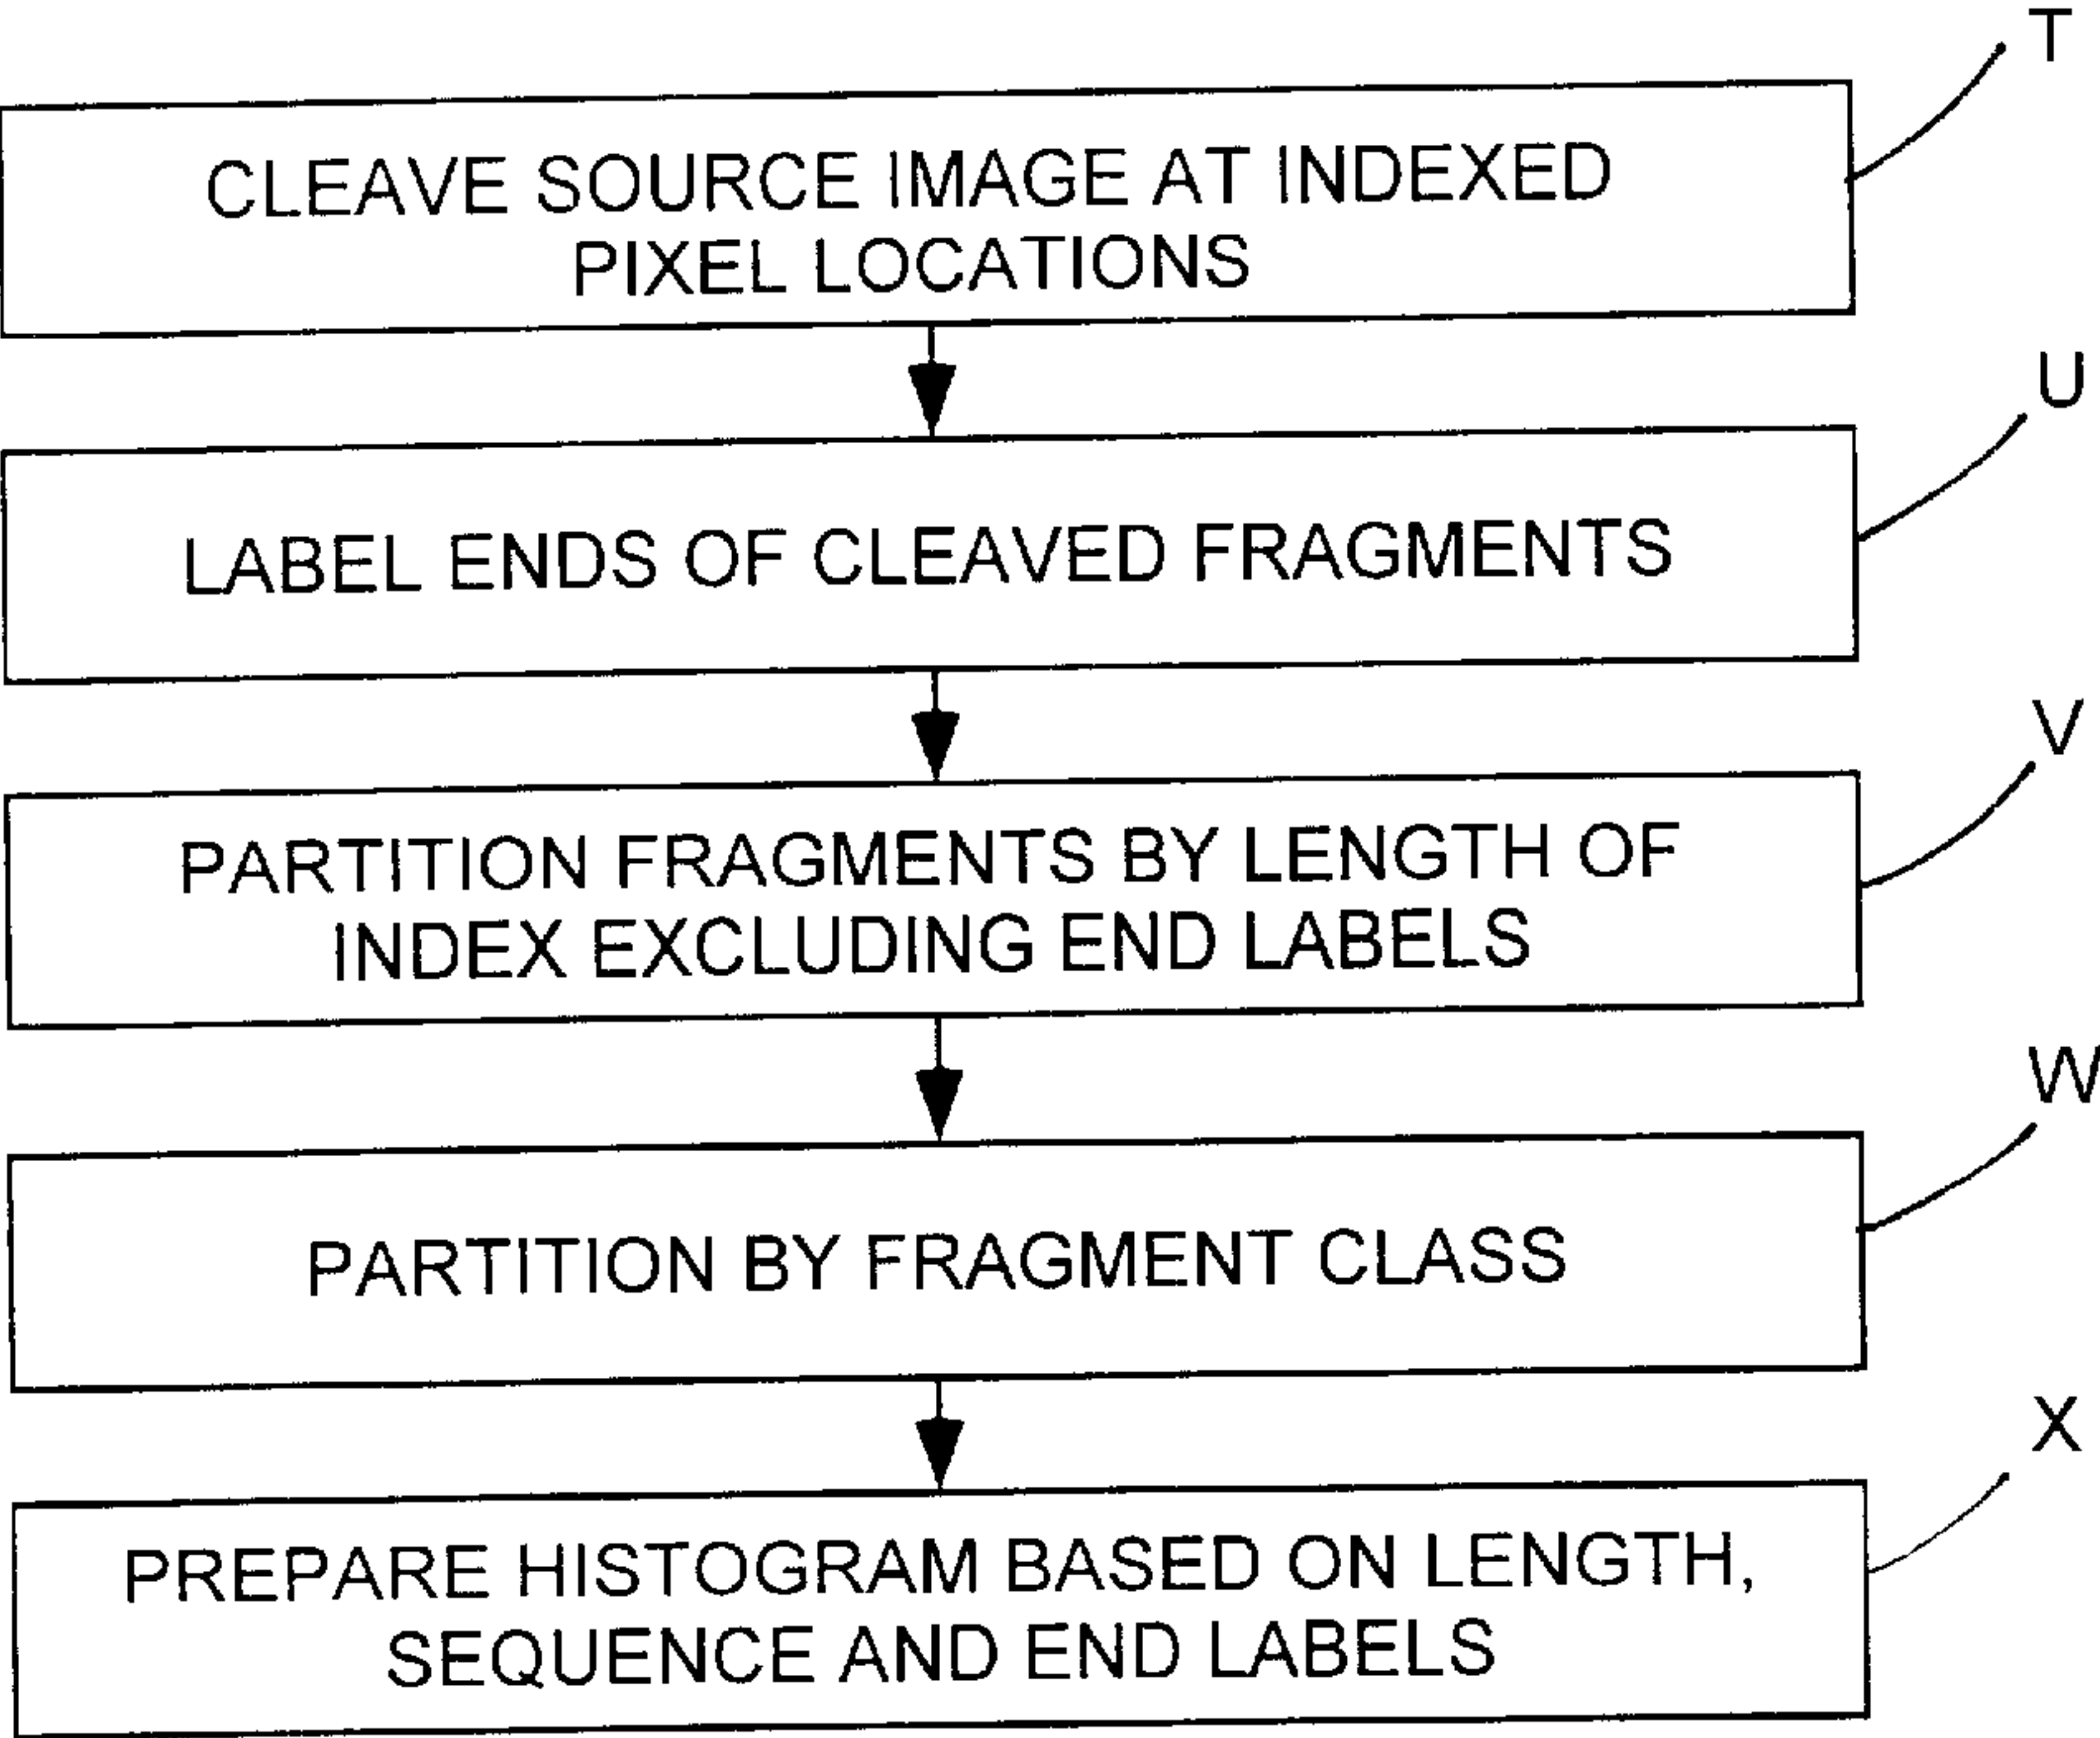 T
CLEAVE SOURCE IMAGE AT INDEXED
PIXEL LOCATIONS
U
LABEL ENDS OF CLEAVED FRAGMENTS
V
PARTITION FRAGMENTS BY LENGTH OF
INDEX EXCLUDING END LABELS
W
PARTITION BY FRAGMENT CLASS
X
PREPARE HISTOGRAM BASED ON LENGTH,
SEQUENCE AND END LABELS